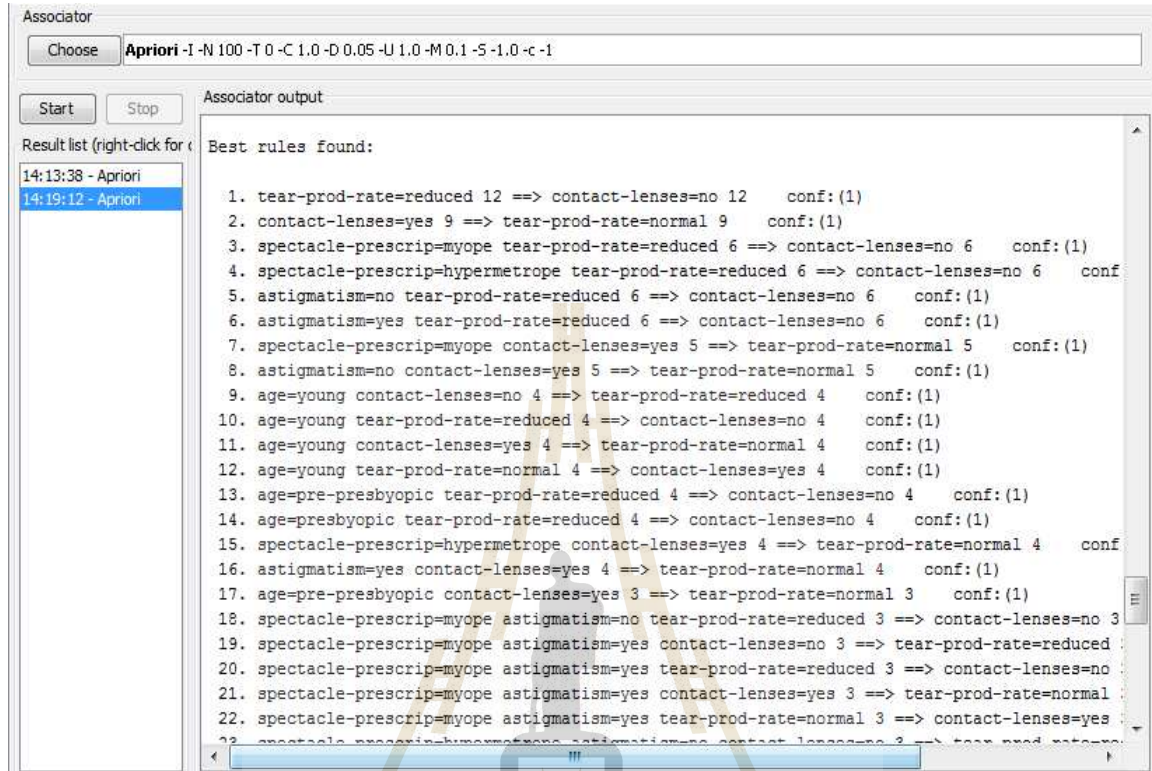 Associator
Choose Apriori -I -N 100 -T 0 -C 1.0 -D 0.05 -U 1.0 -M 0.1 -S -1.0 -c -1
Start Stop
Result list (right-click for
14:13:38 - Apriori
14:19:12 - Apriori
Associator output
Best rules found:
1. tear-prod-rate=reduced 12 ==> contact-lenses=no 12 conf:(1)
2. contact-lenses=yes 9 ==> tear-prod-rate=normal 9 conf:(1)
3. spectacle-prescrip=myope tear-prod-rate=reduced 6 ==> contact-lenses=no 6 conf:(1)
4. spectacle-prescrip=hypermetrope tear-prod-rate=reduced 6 ==> contact-lenses=no 6 conf
5. astigmatism=no tear-prod-rate=reduced 6 ==> contact-lenses=no 6 conf:(1)
6. astigmatism=yes tear-prod-rate=reduced 6 ==> contact-lenses=no 6 conf:(1)
7. spectacle-prescrip=myope contact-lenses=yes 5 ==> tear-prod-rate=normal 5 conf:(1)
8. astigmatism=no contact-lenses=yes 5 ==> tear-prod-rate=normal 5 conf:(1)
9. age=young contact-lenses=no 4 ==> tear-prod-rate=reduced 4 conf:(1)
10. age=young tear-prod-rate=reduced 4 ==> contact-lenses=no 4 conf:(1)
11. age=young contact-lenses=yes 4 ==> tear-prod-rate=normal 4 conf:(1)
12. age=young tear-prod-rate=normal 4 ==> contact-lenses=yes 4 conf:(1)
13. age=pre-presbyopic tear-prod-rate=reduced 4 ==> contact-lenses=no 4 conf:(1)
14. age=presbyopic tear-prod-rate=reduced 4 ==> contact-lenses=no 4 conf:(1)
15. spectacle-prescrip=hypermetrope contact-lenses=yes 4 ==> tear-prod-rate=normal 4 conf
16. astigmatism=yes contact-lenses=yes 4 ==> tear-prod-rate=normal 4 conf:(1)
17. age=pre-presbyopic contact-lenses=yes 3 ==> tear-prod-rate=normal 3 conf:(1)
18. spectacle-prescrip=myope astigmatism=no tear-prod-rate=reduced 3 ==> contact-lenses=no 3
19. spectacle-prescrip=myope astigmatism=yes contact-lenses=no 3 ==> tear-prod-rate=reduced
20. spectacle-prescrip=myope astigmatism=yes tear-prod-rate=reduced 3 ==> contact-lenses=no
21. spectacle-prescrip=myope astigmatism=yes contact-lenses=yes 3 ==> tear-prod-rate=normal
22. spectacle-prescrip=myope astigmatism=yes tear-prod-rate=normal 3 ==> contact-lenses=yes